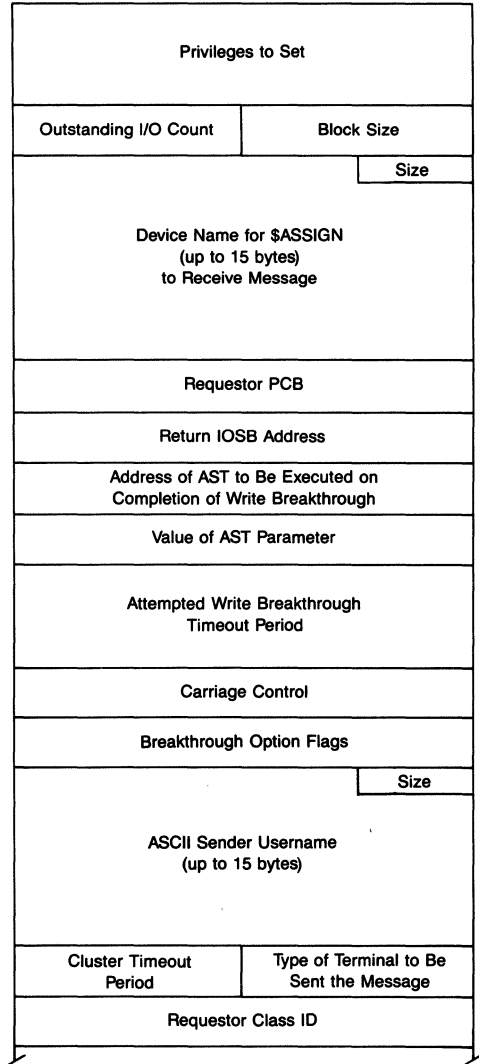 Privileges to Set
Outstanding I/O Count
Block Size
Size
Device Name for $ASSIGN
(up to 15 bytes)
to Receive Message
Requestor PCB
Return IOSB Address
Address of AST to Be Executed on
Completion of Write Breakthrough
Value of AST Parameter
Attempted Write Breakthrough
Timeout Period
Carriage Control
Breakthrough Option Flags
Size
ASCII Sender Username
(up to 15 bytes)
Cluster Timeout
Period
Type of Terminal to Be
Sent the Message
Requestor Class ID